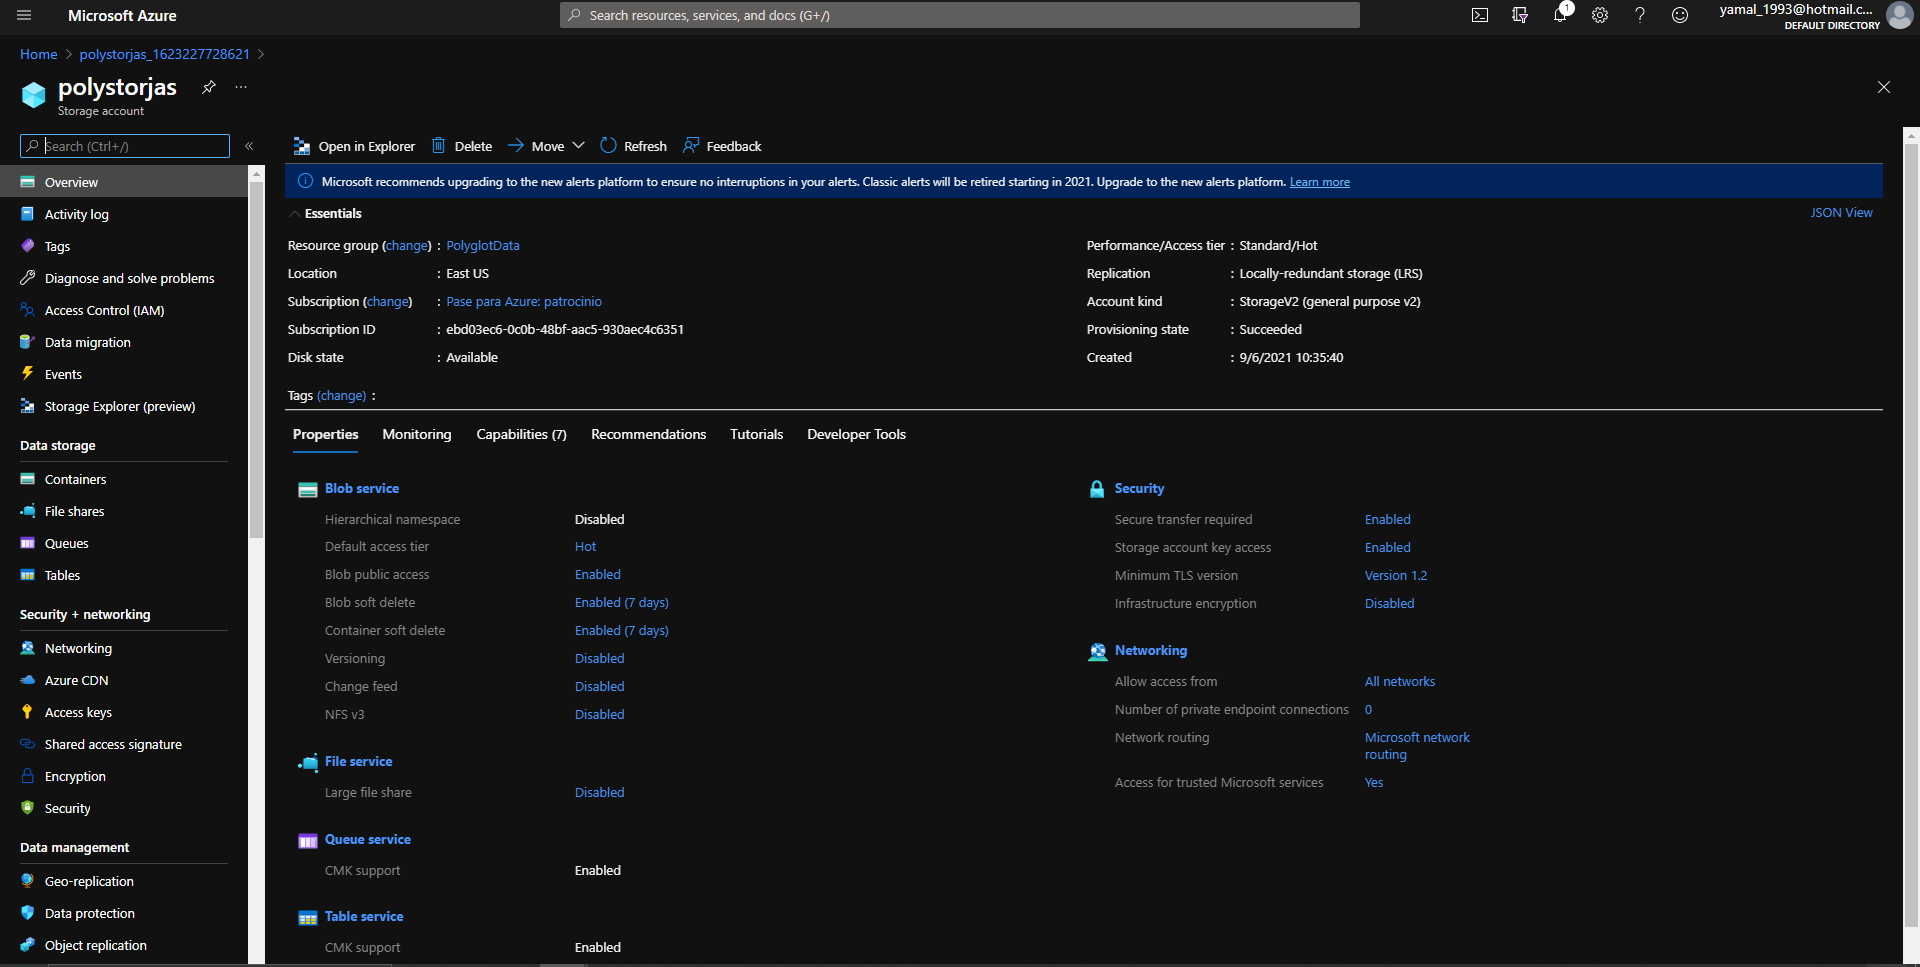 Microsoft Azure
Search resources, services, and docs (G+/)
1
yamal_1993@hotmail.c...
DEFAULT DIRECTORY
Home > polystorjas_1623227728621 >
polystorjas
...
Storage account
Search (Ctrl+/)
«
Overview
Activity log
Tags
Diagnose and solve problems
Access Control (IAM)
Data migration
Events
Storage Explorer (preview)
Data storage
Containers
File shares
Queues
Tables
Security + networking
Networking
Azure CDN
Access keys
Shared access signature
Encryption
Security
Data management
Geo-replication
Data protection
Object replication
Open in Explorer Delete Move Refresh Feedback
Microsoft recommends upgrading to the new alerts platform to ensure no interruptions in your alerts. Classic alerts will be retired starting in 2021. Upgrade to the new alerts platform. Learn more
Essentials
JSON View
Resource group (change) : PolyglotData
Location : East US
Subscription (change) : Pase para Azure: patrocinio
Subscription ID : ebd03ec6-0c0b-48bf-aac5-930aec4c6351
Disk state : Available
Performance/Access tier : Standard/Hot
Replication : Locally-redundant storage (LRS)
Account kind : StorageV2 (general purpose v2)
Provisioning state : Succeeded
Created : 9/6/2021 10:35:40
Tags (change) :
Properties Monitoring Capabilities (7) Recommendations Tutorials Developer Tools
Blob service
Hierarchical namespace Disabled
Default access tier Hot
Blob public access Enabled
Blob soft delete Enabled (7 days)
Container soft delete Enabled (7 days)
Versioning Disabled
Change feed Disabled
NFS v3 Disabled
File service
Large file share Disabled
Queue service
CMK support Enabled
Table service
CMK support Enabled
Security
Secure transfer required Enabled
Storage account key access Enabled
Minimum TLS version Version 1.2
Infrastructure encryption Disabled
Networking
Allow access from All networks
Number of private endpoint connections 0
Network routing Microsoft network
routing
Access for trusted Microsoft services Yes